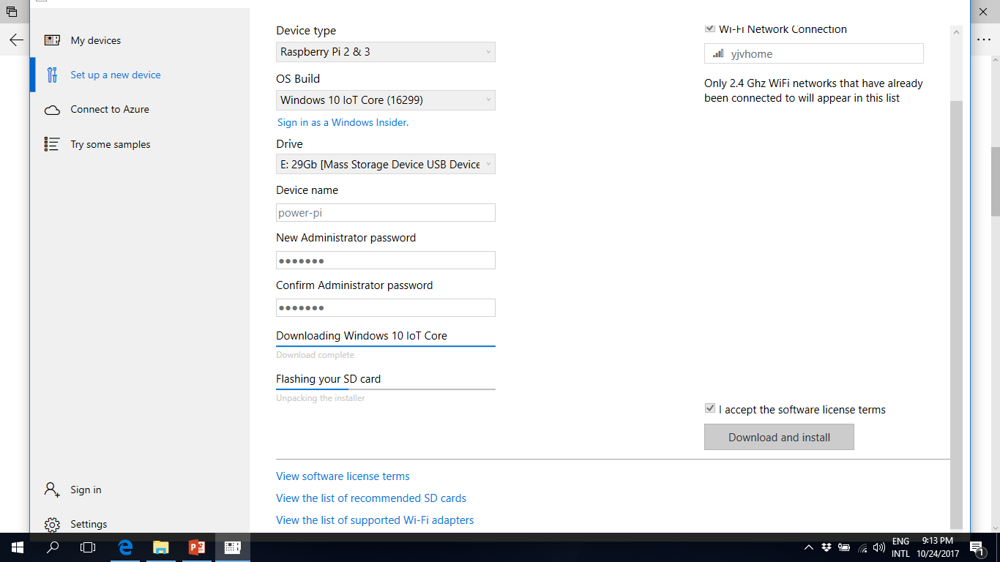 My devices
Set up a new device
Connect to Azure
Try some samples
Sign in
Settings
Device type
Raspberry Pi 2 & 3
OS Build
Windows 10 IoT Core (16299)
Sign in as a Windows Insider.
Drive
E: 29Gb [Mass Storage Device USB Device
Device name
power-pi
New Administrator password
●●●●●●●
Confirm Administrator password
●●●●●●●
Downloading Windows 10 IoT Core
Download complete
Flashing your SD card
Unpacking the installer
Wi-Fi Network Connection
yjvhome
Only 2.4 Ghz WiFi networks that have already
been connected to will appear in this list
I accept the software license terms
Download and install
View software license terms
View the list of recommended SD cards
View the list of supported Wi-Fi adapters
ENG
INTL
9:13 PM
10/24/2017
1